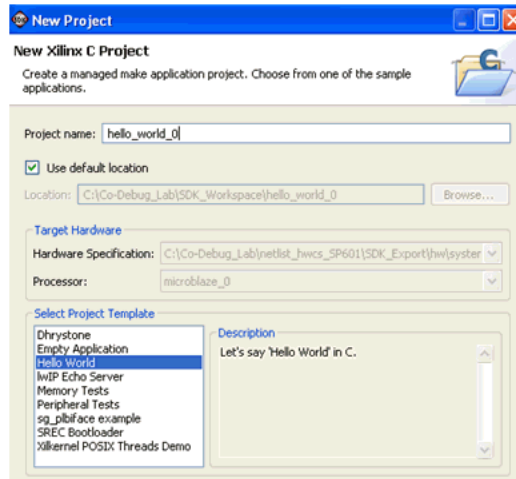 New Project
New Xilinx C Project
Create a managed make application project. Choose from one of the sample
applications.
Project name: hello_world_0
Use default location
Location: C:\Co-Debug_Lab\SDK_Workspace\hello_world_0 Browse...
Target Hardware
Hardware Specification: C:\Co-Debug_Lab\netlist_hwcs_SP601\SDK_Export\hw\system
Processor: microblaze_0
Select Project Template
Dhrystone
Empty Application
Hello World
lwIP Echo Server
Memory Tests
Peripheral Tests
sg_plbiface example
SREC Bootloader
Xilkernel POSIX Threads Demo
Description
Let's say 'Hello World' in C.